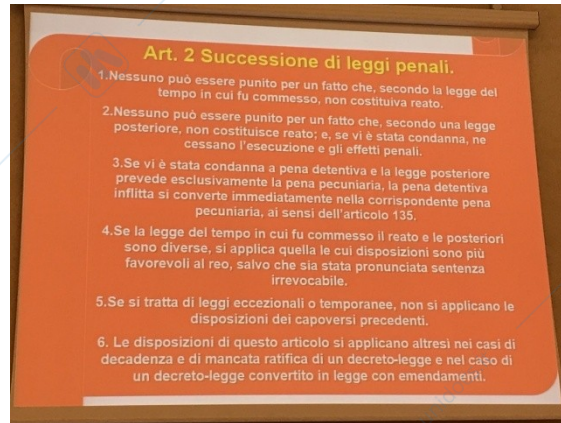 Art. 2 Successione di leggi penali.
1.Nessuno può essere punito per un fatto che, secondo la legge del
tempo in cui fu commesso, non costituiva reato.
2.Nessuno può essere punito per un fatto che, secondo una legge
posteriore, non costituisce reato; e, se vi è stata condanna, ne
cessano l'esecuzione e gli effetti penali.
3.Se vi è stata condanna a pena detentiva e la legge posteriore
prevede esclusivamente la pena pecuniaria, la pena detentiva
inflitta si converte immediatamente nella corrispondente pena
pecuniaria, ai sensi dell'articolo 135.
4.Se la legge del tempo in cui fu commesso il reato e le posteriori
sono diverse, si applica quella le cui disposizioni sono più
favorevoli al reo, salvo che sia stata pronunciata sentenza
irrevocabile.
5.Se si tratta di leggi eccezionali o temporanee, non si applicano le
disposizioni dei capoversi precedenti.
6. Le disposizioni di questo articolo si applicano altresì nei casi di
decadenza e di mancata ratifica di un decreto-legge e nel caso di
un decreto-legge convertito in legge con emendamenti.